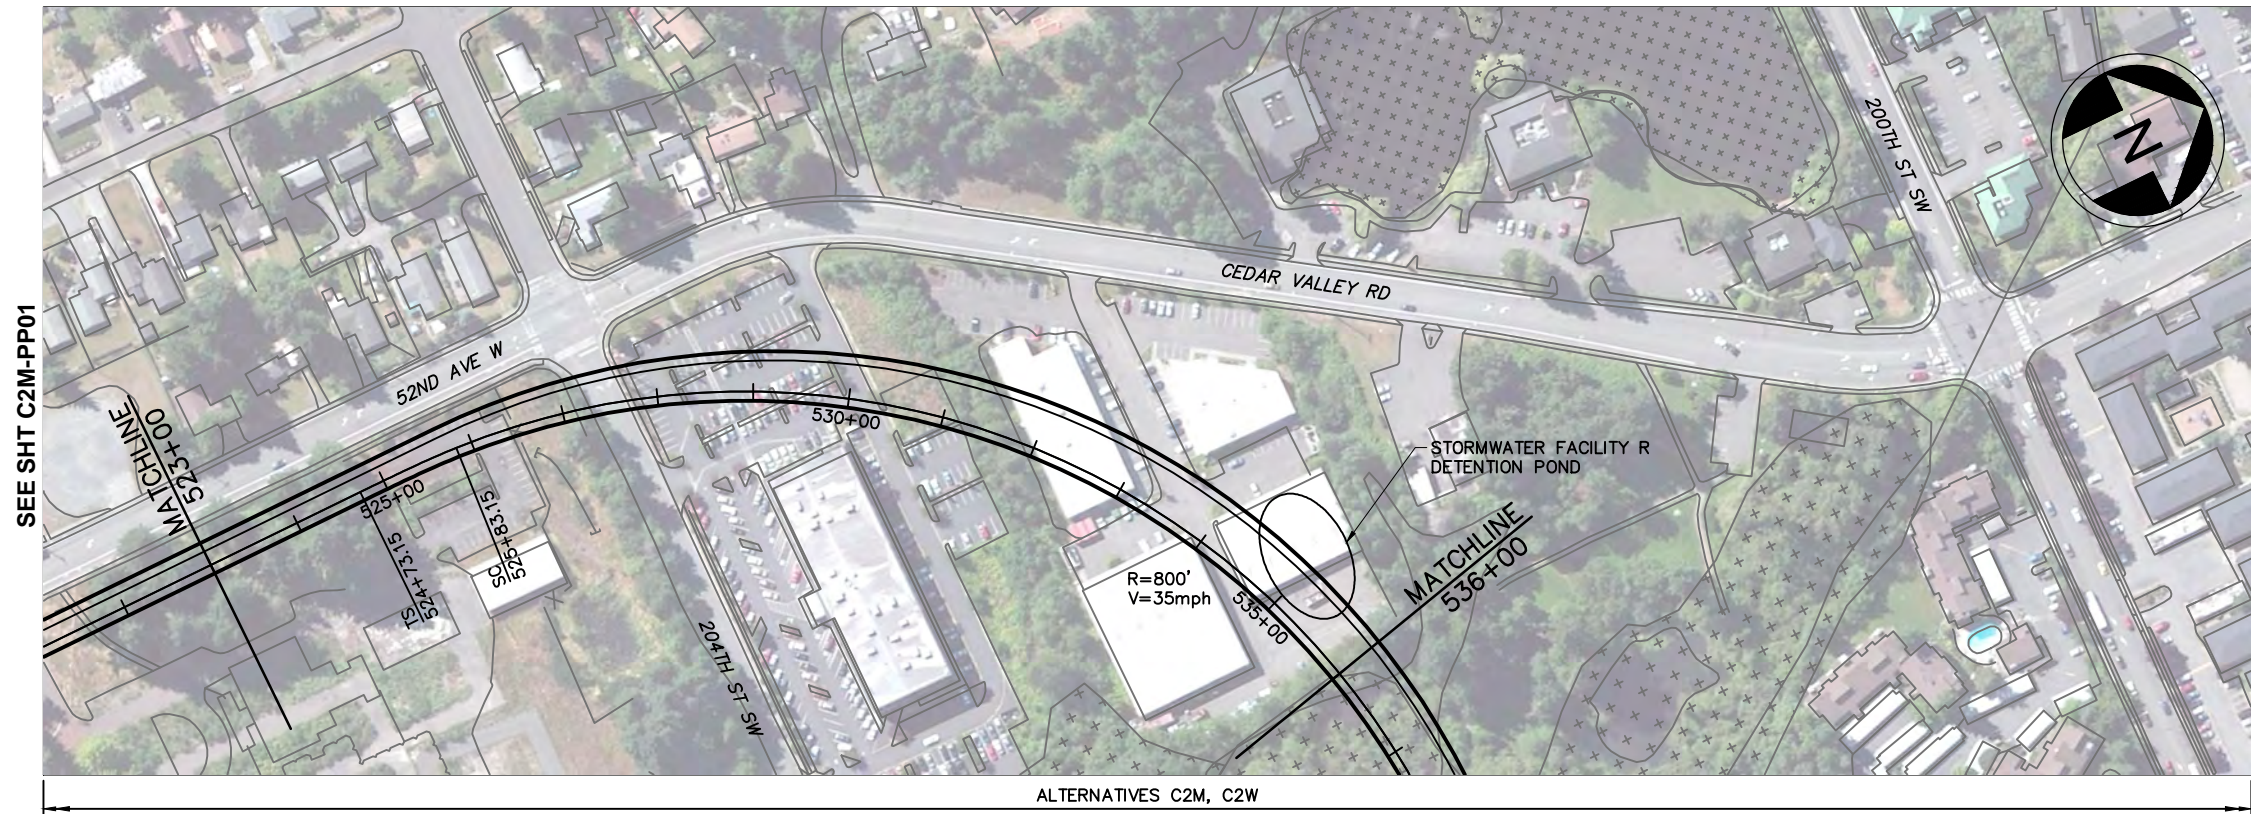 200TH ST SW
N
CEDAR VALLEY RD
SEE SHT C2M-PP01
52ND AVE W
MATCHLINE
523+00
530+00
525+00
STORMWATER FACILITY R
DETENTION POND
TS
524+73.15
SC
525+83.15
MATCHLINE
536+00
R=800'
V=35mph
535+00
204TH ST SW
ALTERNATIVES C2M, C2W